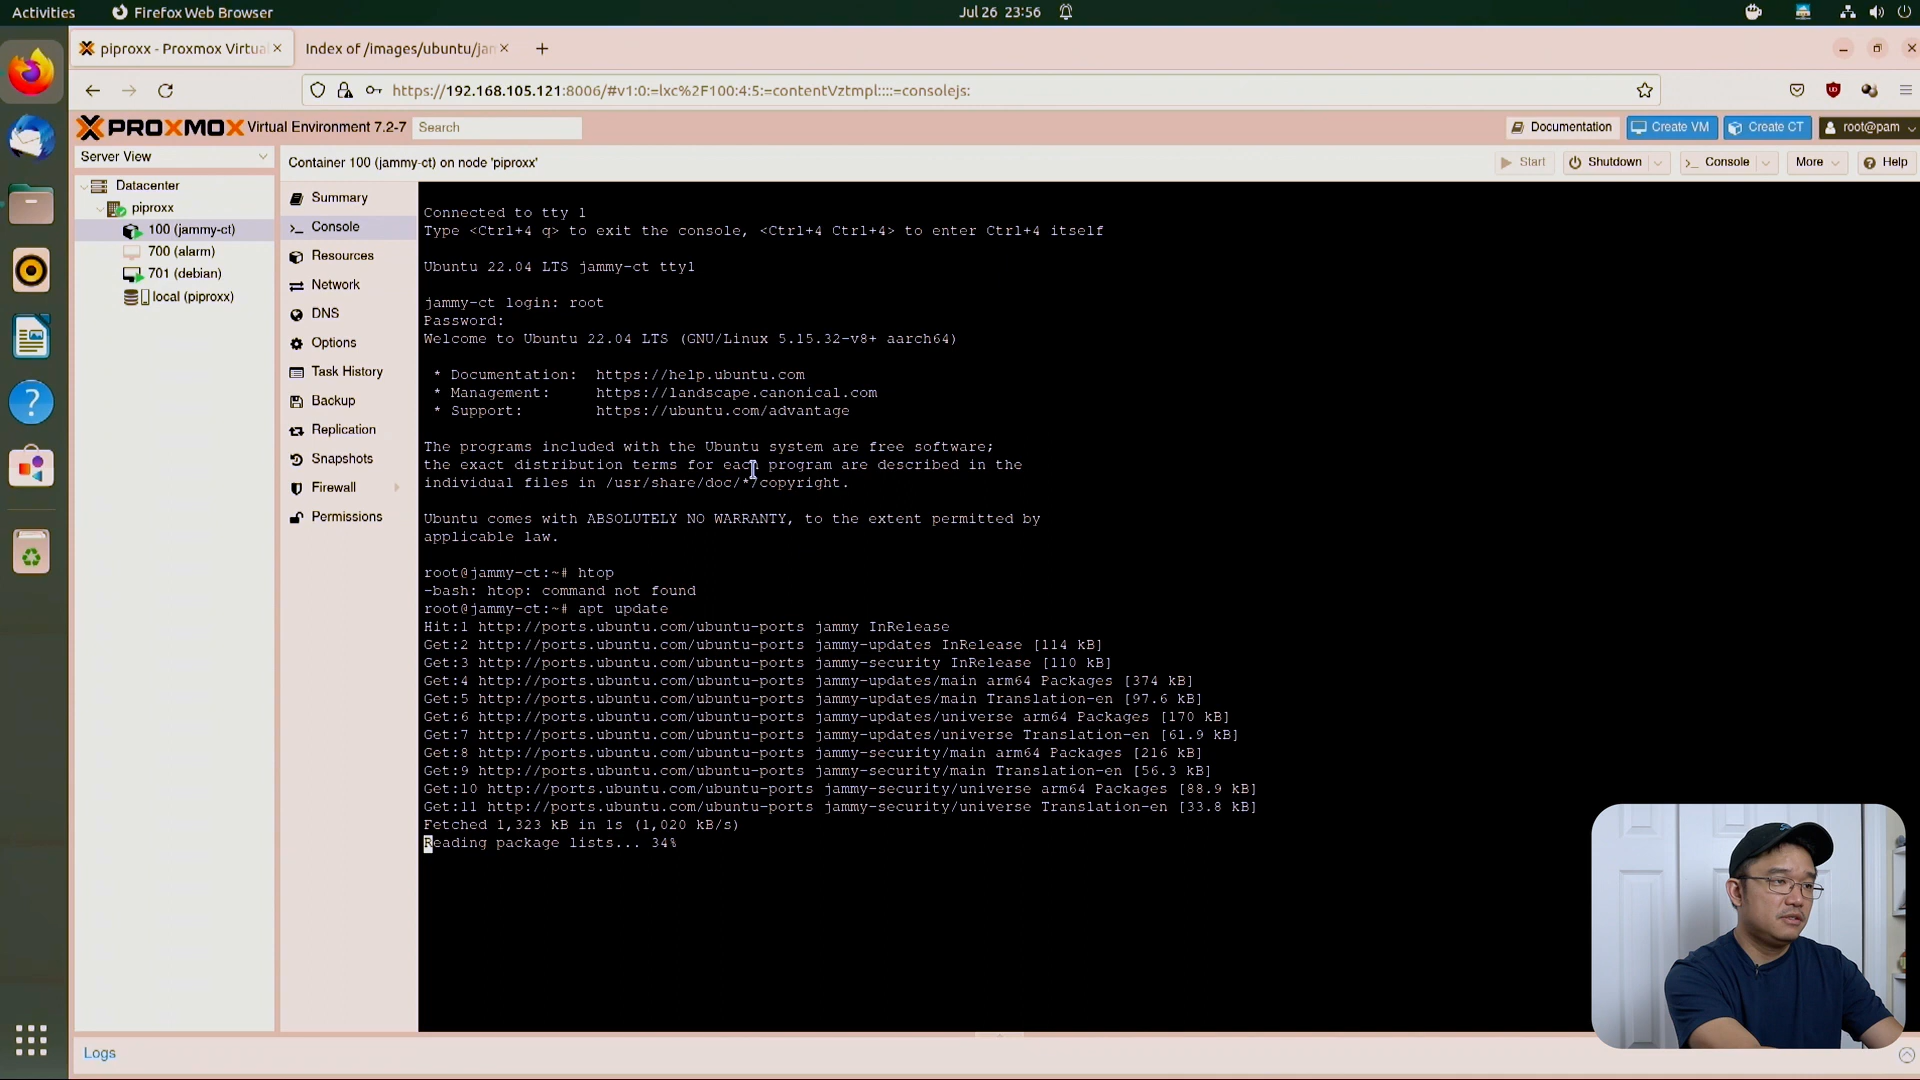 Activities
Firefox Web Browser
Jul 26 23:56
piproxx - Proxmox Virtual
Index of /images/ubuntu/jam
https://192.168.105.121:8006/#v1:0:=lxc%2F100:4:5:=contentVztmpl::::=consolejs:
PROXMOX Virtual Environment 7.2-7
Search
Documentation
Create VM
Create CT
root@pam
Server View
Container 100 (jammy-ct) on node 'piproxx'
Start
Shutdown
Console
More
Help
Datacenter
piproxx
100 (jammy-ct)
700 (alarm)
701 (debian)
local (piproxx)
Summary
Console
Resources
Network
DNS
Options
Task History
Backup
Replication
Snapshots
Firewall
Permissions
Connected to tty 1
Type <Ctrl+4 q> to exit the console, <Ctrl+4 Ctrl+4> to enter Ctrl+4 itself
Ubuntu 22.04 LTS jammy-ct tty1
jammy-ct login: root
Password:
Welcome to Ubuntu 22.04 LTS (GNU/Linux 5.15.32-v8+ aarch64)
* Documentation: https://help.ubuntu.com
* Management: https://landscape.canonical.com
* Support: https://ubuntu.com/advantage
The programs included with the Ubuntu system are free software;
the exact distribution terms for each program are described in the
individual files in /usr/share/doc/*/copyright.
Ubuntu comes with ABSOLUTELY NO WARRANTY, to the extent permitted by
applicable law.
root@jammy-ct:~# htop
-bash: htop: command not found
root@jammy-ct:~# apt update
Hit:1 http://ports.ubuntu.com/ubuntu-ports jammy InRelease
Get:2 http://ports.ubuntu.com/ubuntu-ports jammy-updates InRelease [114 kB]
Get:3 http://ports.ubuntu.com/ubuntu-ports jammy-security InRelease [110 kB]
Get:4 http://ports.ubuntu.com/ubuntu-ports jammy-updates/main arm64 Packages [374 kB]
Get:5 http://ports.ubuntu.com/ubuntu-ports jammy-updates/main Translation-en [97.6 kB]
Get:6 http://ports.ubuntu.com/ubuntu-ports jammy-updates/universe arm64 Packages [170 kB]
Get:7 http://ports.ubuntu.com/ubuntu-ports jammy-updates/universe Translation-en [61.9 kB]
Get:8 http://ports.ubuntu.com/ubuntu-ports jammy-security/main arm64 Packages [216 kB]
Get:9 http://ports.ubuntu.com/ubuntu-ports jammy-security/main Translation-en [56.3 kB]
Get:10 http://ports.ubuntu.com/ubuntu-ports jammy-security/universe arm64 Packages [88.9 kB]
Get:11 http://ports.ubuntu.com/ubuntu-ports jammy-security/universe Translation-en [33.8 kB]
Fetched 1,323 kB in 1s (1,020 kB/s)
Reading package lists... 34%
Logs